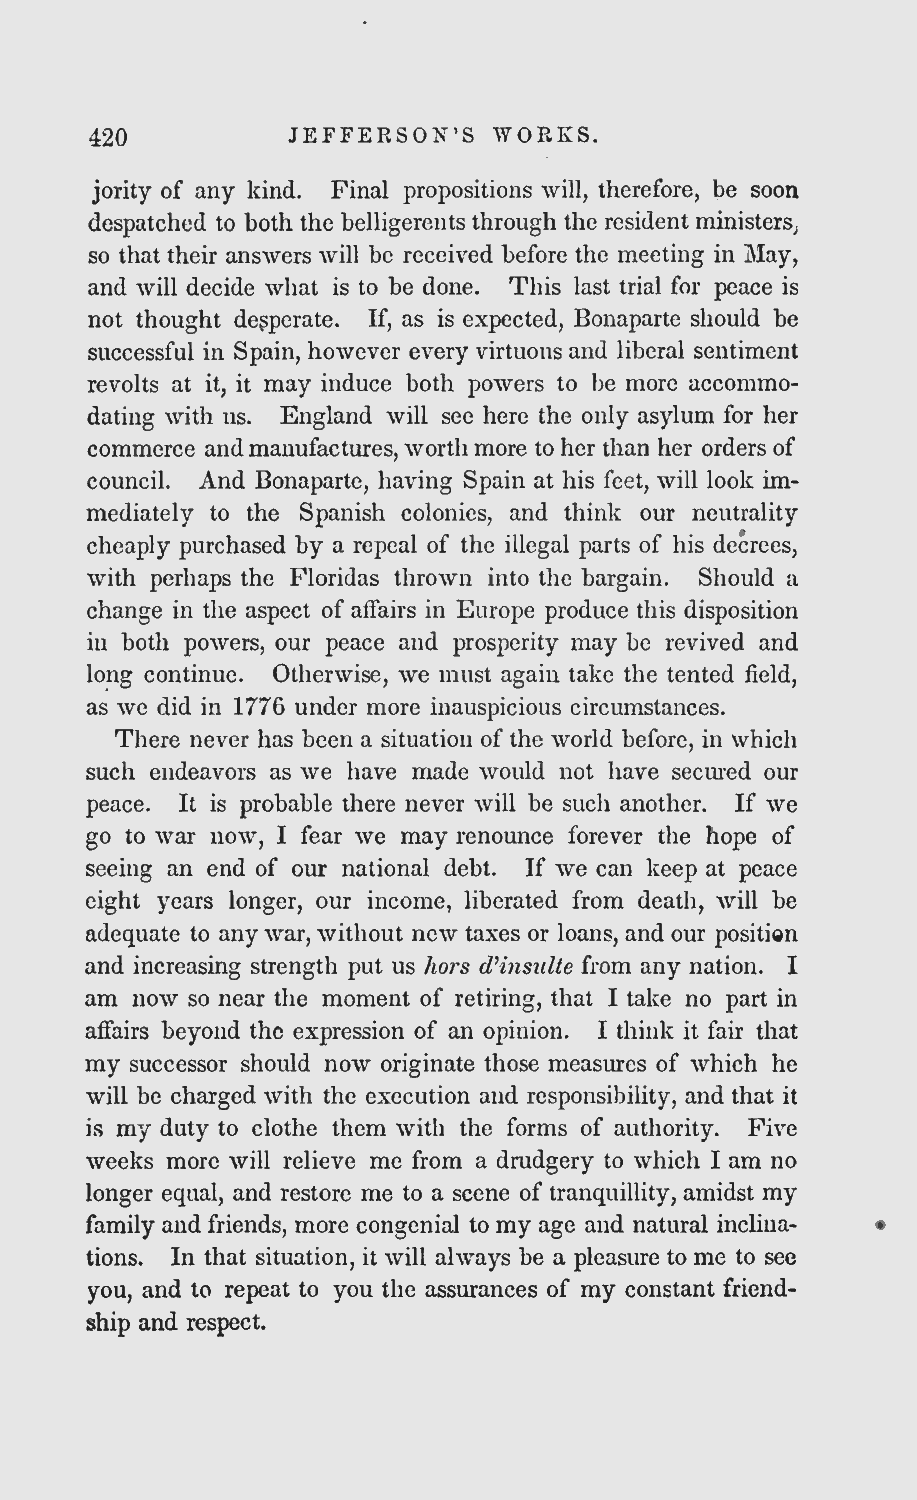 420 JEFFERSON'S WORKS.
jority of any kind. Final propositions will, therefore, be soon
despatched to both the belligerents through the resident ministers,
so that their answers will be received before the meeting in May,
and will decide what is to be done. This last trial for peace is
not thought desperate. If, as is expected, Bonaparte should be
successful in Spain, however every virtuous and liberal sentiment
revolts at it, it may induce both powers to be more accommo-
dating with us. England will see here the only asylum for her
commerce and manufactures, worth more to her than her orders of
council. And Bonaparte, having Spain at his feet, will look im-
mediately to the Spanish colonies, and think our neutrality
cheaply purchased by a repeal of the illegal parts of his decrees,
with perhaps the Floridas thrown into the bargain. Should a
change in the aspect of affairs in Europe produce this disposition
in both powers, our peace and prosperity may be revived and
long continue. Otherwise, we must again take the tented field,
as we did in 1776 under more inauspicious circumstances.
There never has been a situation of the world before, in which
such endeavors as we have made would not have secured our
peace. It is probable there never will be such another. If we
go to war now, I fear we may renounce forever the hope of
seeing an end of our national debt. If we can keep at peace
eight years longer, our income, liberated from death, will be
adequate to any war, without new taxes or loans, and our position
and increasing strength put us hors d'insulte from any nation. I
am now so near the moment of retiring, that I take no part in
affairs beyond the expression of an opinion. I think it fair that
my successor should now originate those measures of which he
will be charged with the execution and responsibility, and that it
is my duty to clothe them with the forms of authority. Five
weeks more will relieve me from a drudgery to which I am no
longer equal, and restore me to a scene of tranquillity, amidst my
family and friends, more congenial to my age and natural inclina-
tions. In that situation, it will always be a pleasure to me to see
you, and to repeat to you the assurances of my constant friend-
ship and respect.